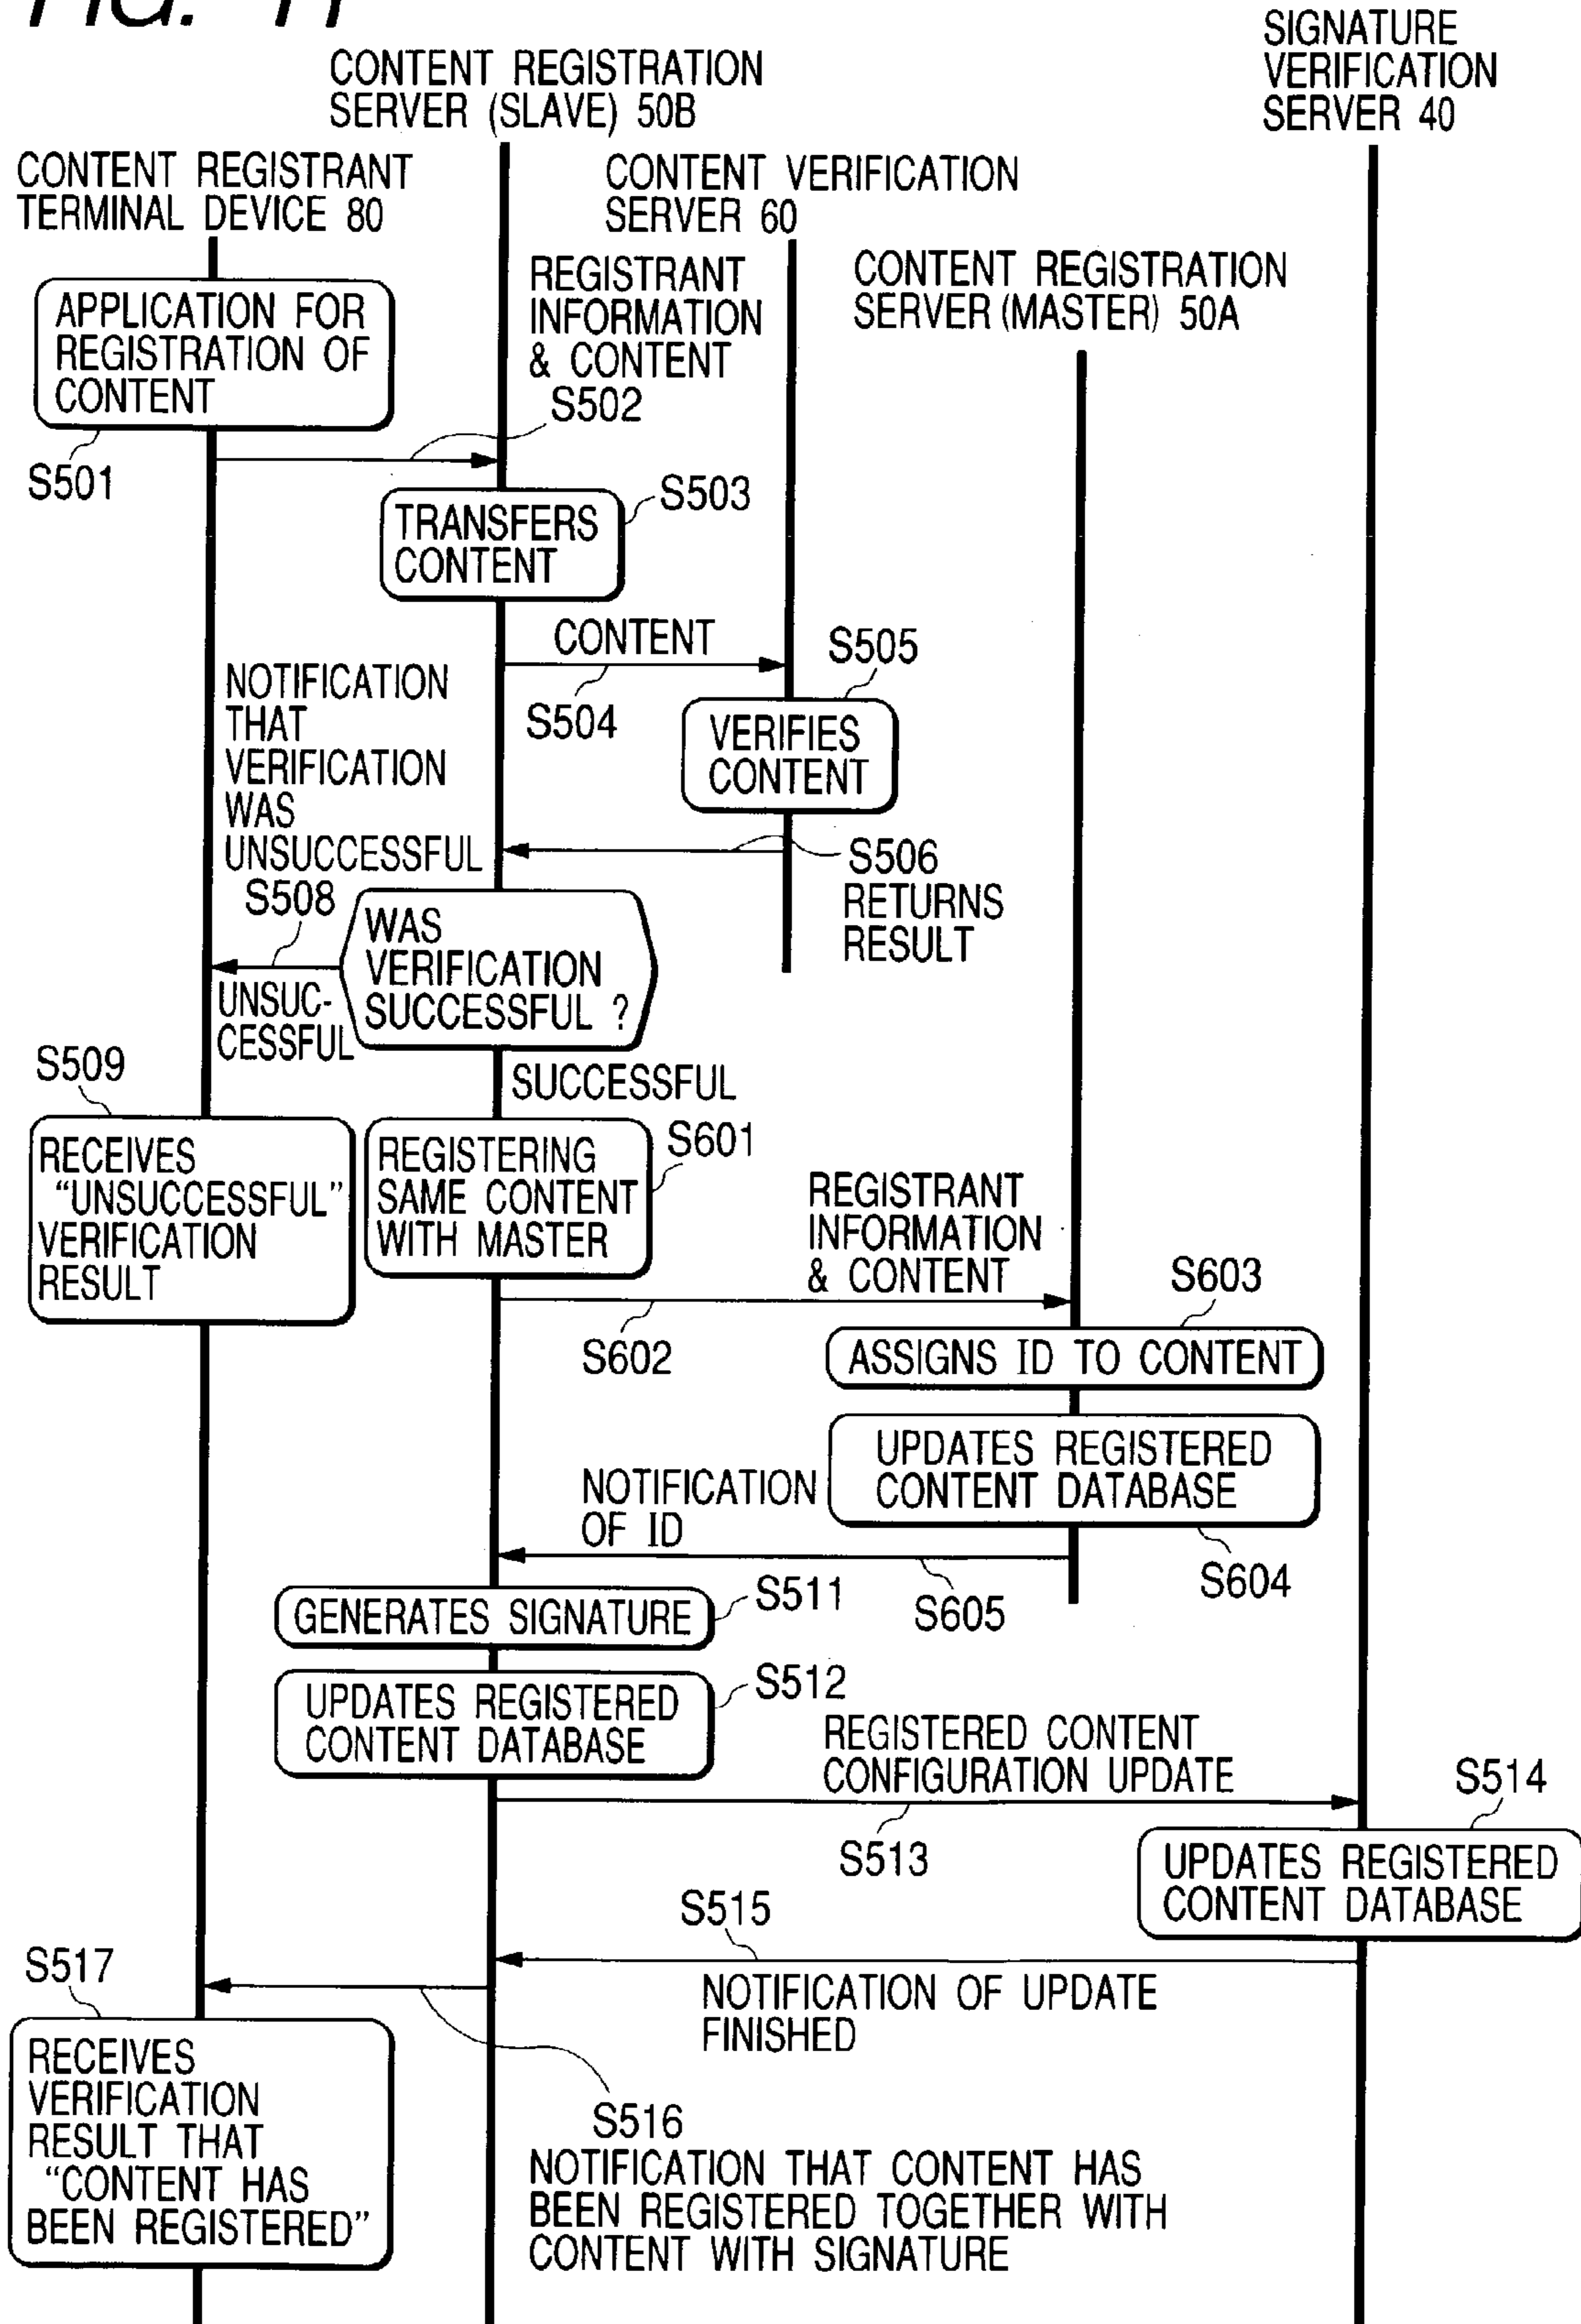 FIG. 11
SIGNATURE
VERIFICATION
SERVER 40
CONTENT REGISTRATION
SERVER (SLAVE) 50B
CONTENT REGISTRANT
TERMINAL DEVICE 80
CONTENT VERIFICATION
SERVER 60
CONTENT REGISTRATION
SERVER (MASTER) 50A
APPLICATION FOR
REGISTRATION OF
CONTENT
S501
REGISTRANT
INFORMATION
& CONTENT
S502
TRANSFERS
CONTENT
S503
CONTENT
S504
S505
VERIFIES
CONTENT
NOTIFICATION
THAT
VERIFICATION
WAS
UNSUCCESSFUL
S508
S506
RETURNS
RESULT
WAS
VERIFICATION
SUCCESSFUL ?
UNSUC-
CESSFUL
SUCCESSFUL
S509
RECEIVES
“UNSUCCESSFUL”
VERIFICATION
RESULT
REGISTERING
SAME CONTENT
WITH MASTER
S601
REGISTRANT
INFORMATION
& CONTENT
S602
S603
ASSIGNS ID TO CONTENT
UPDATES REGISTERED
CONTENT DATABASE
S604
NOTIFICATION
OF ID
S605
GENERATES SIGNATURE
S511
UPDATES REGISTERED
CONTENT DATABASE
S512
REGISTERED CONTENT
CONFIGURATION UPDATE
S513
S514
UPDATES REGISTERED
CONTENT DATABASE
S515
NOTIFICATION OF UPDATE
FINISHED
S517
RECEIVES
VERIFICATION
RESULT THAT
“CONTENT HAS
BEEN REGISTERED”
S516
NOTIFICATION THAT CONTENT HAS
BEEN REGISTERED TOGETHER WITH
CONTENT WITH SIGNATURE